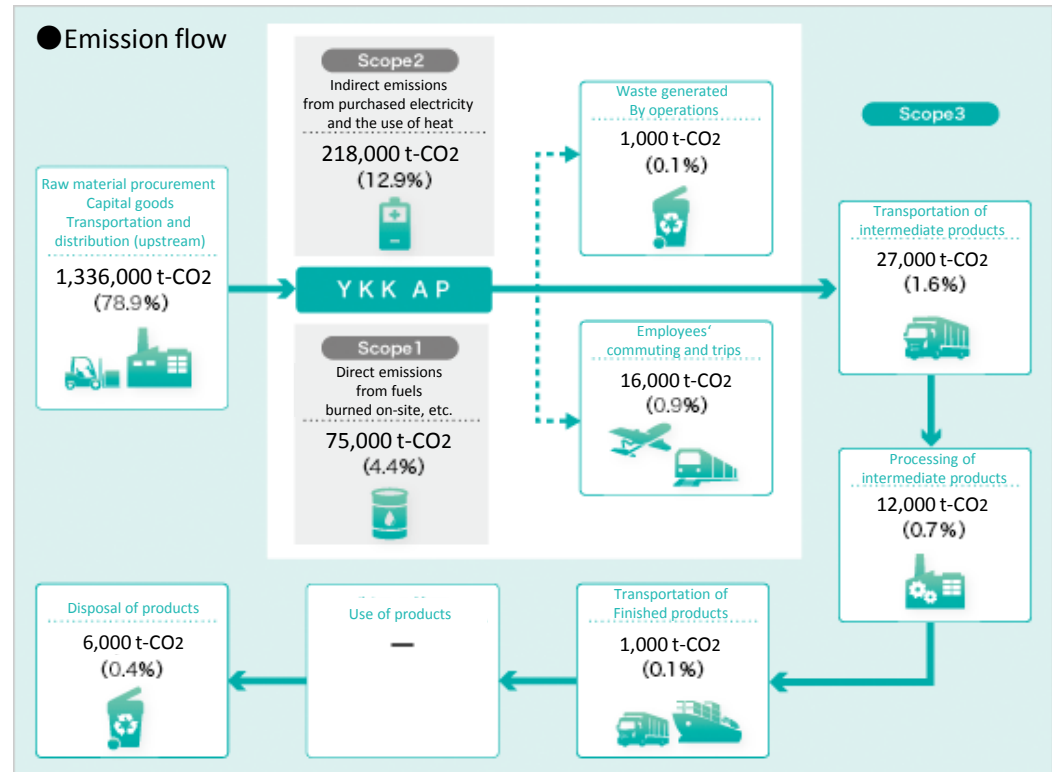 ●Emission flow
Scope2
Indirect emissions
from purchased electricity
and the use of heat
218,000 t-CO2
(12.9%)
Waste generated
By operations
1,000 t-CO2
(0.1%)
Scope3
Raw material procurement
Capital goods
Transportation and
distribution (upstream)
1,336,000 t-CO2
(78.9%)
YKK AP
Transportation of
intermediate products
27,000 t-CO2
(1.6%)
Scope1
Direct emissions
from fuels
burned on-site, etc.
75,000 t-CO2
(4.4%)
Employees‘
commuting and trips
16,000 t-CO2
(0.9%)
Processing of
intermediate products
12,000 t-CO2
(0.7%)
Disposal of products
6,000 t-CO2
(0.4%)
Use of products
—
Transportation of
Finished products
1,000 t-CO2
(0.1%)